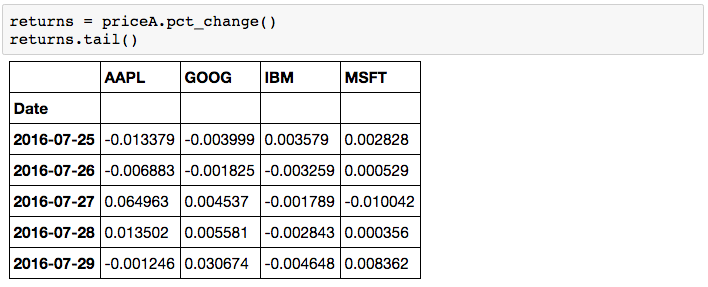 returns = priceA.pct_change()
returns.tail()
AAPL GOOG IBM MSFT
Date
2016-07-25 -0.013379 -0.003999 0.003579 0.002828
2016-07-26 -0.006883 -0.001825 -0.003259 0.000529
2016-07-27 0.064963 0.004537 -0.001789 -0.010042
2016-07-28 0.013502 0.005581 -0.002843 0.000356
2016-07-29 -0.001246 0.030674 -0.004648 0.008362